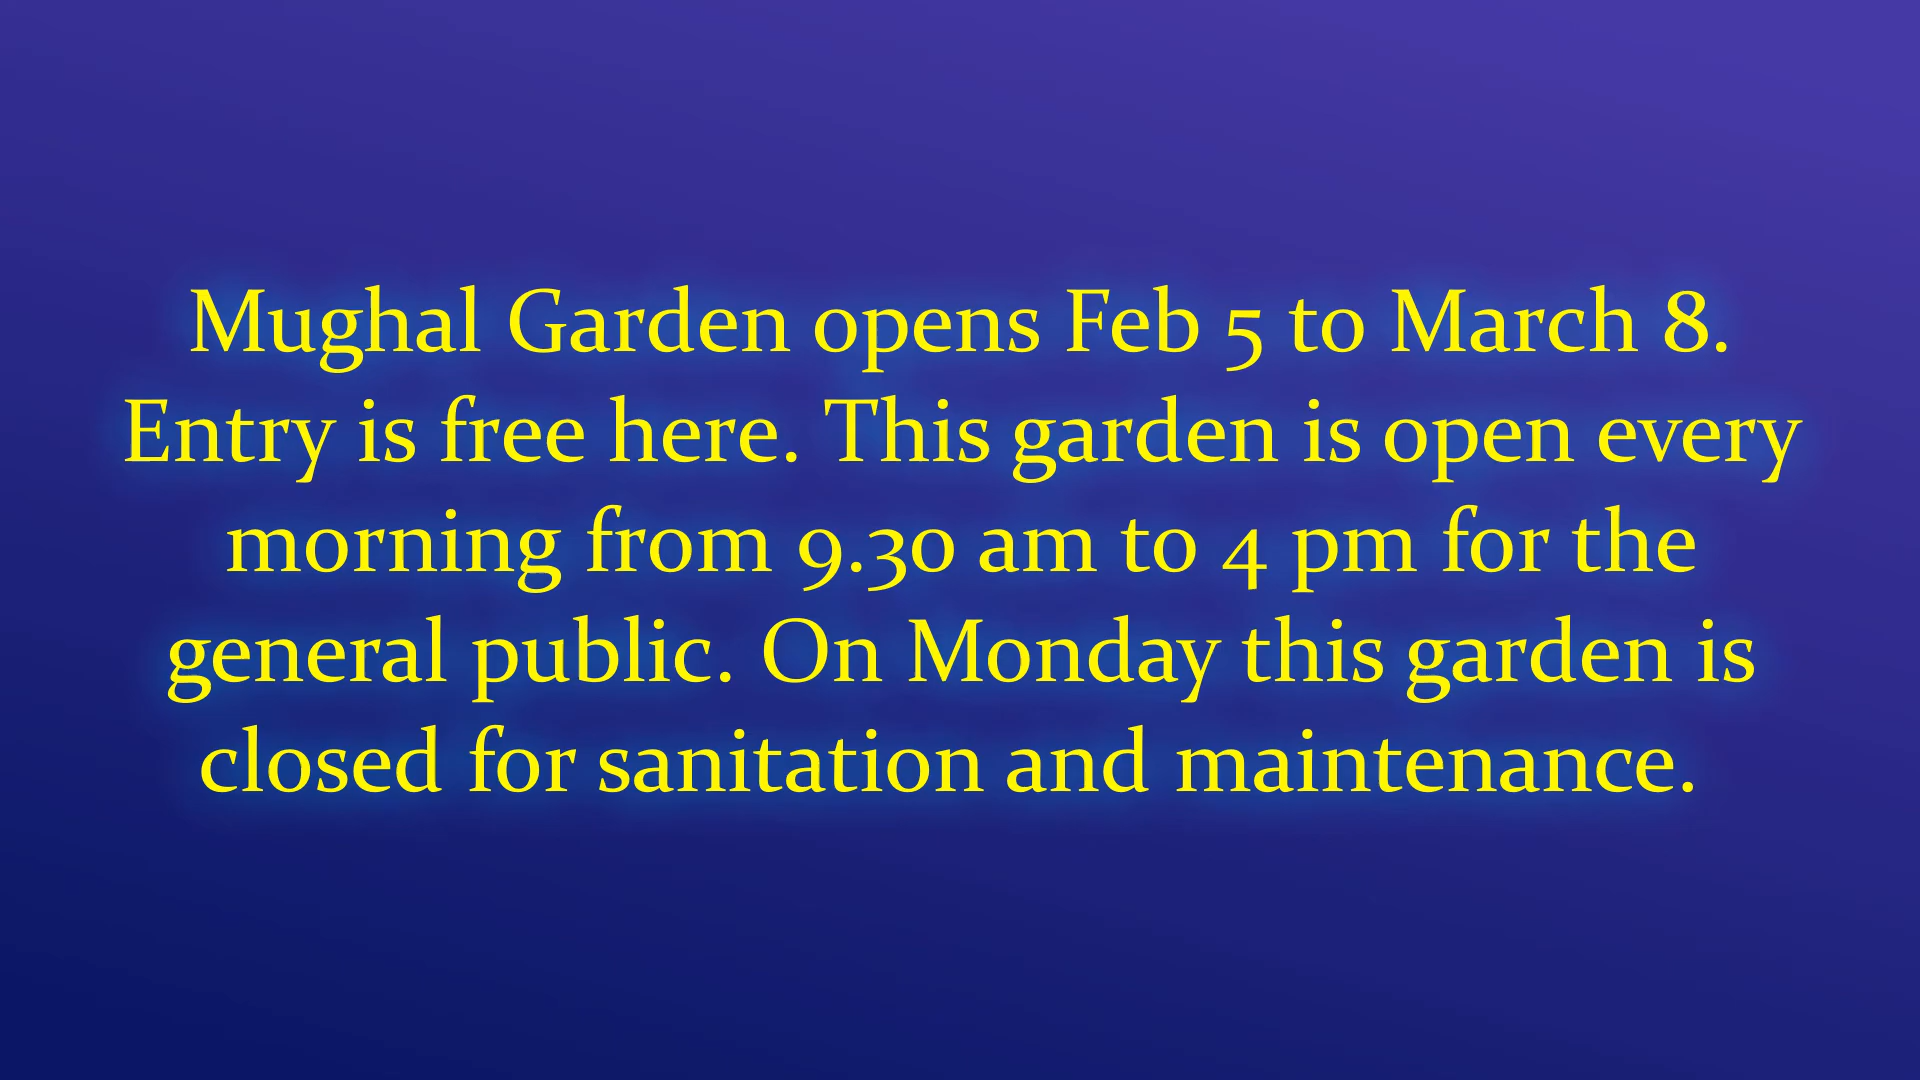 Mughal Garden opens Feb 5 to March 8.
Entry is free here. This garden is open every
morning from 9.30 am to 4 pm for the
general public. On Monday this garden is
closed for sanitation and maintenance.